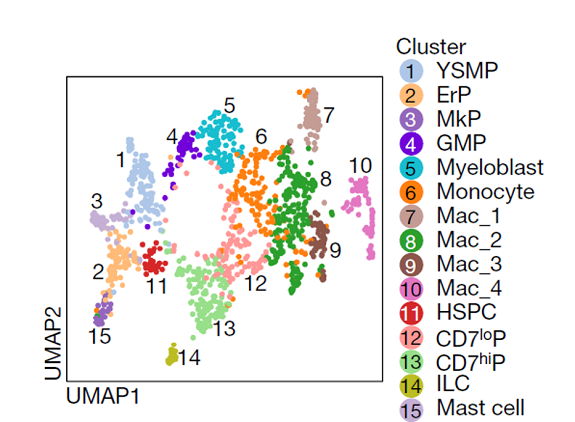 Cluster
1 YSMP
2 ErP
3 MkP
4 GMP
5 Myeloblast
6 Monocyte
7 Mac_1
8 Mac_2
9 Mac_3
10 Mac_4
11 HSPC
12 CD7loP
13 CD7hiP
14 ILC
15 Mast cell
5
7
4
6
1
10
8
3
9
2
11
12
13
15
14
UMAP2
UMAP1